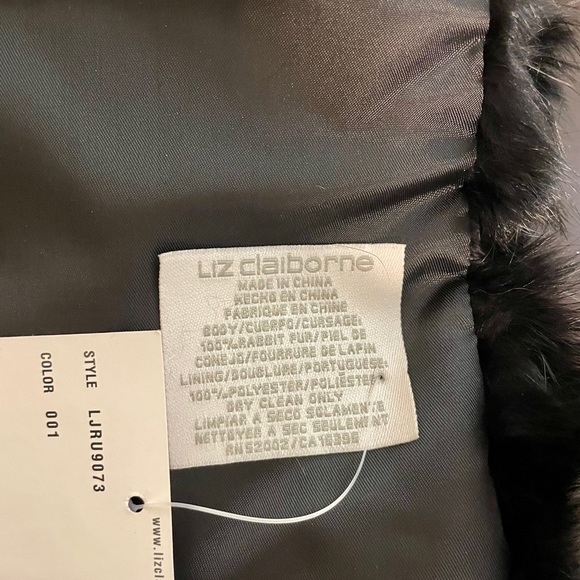 LIZ claiborne
MADE IN CHINA
HECHO EN CHINA
FABRIQUE EN CHINE
BODY/CUERPO/CORSAGE:
100% RABBIT FUR/PIEL DE
CONEJO/FOURRURE DE LAPIN
LINING/DOUBLURE/PORTUGUESE:
100% POLYESTER/POLIESTER
DRY CLEAN ONLY
LIMPIAR A SECO SOLAMENTE
NETTOYER A SEC SEULEMENT
RN52002/CA15395
STYLE LJRU9073
COLOR 001
www.lizcl